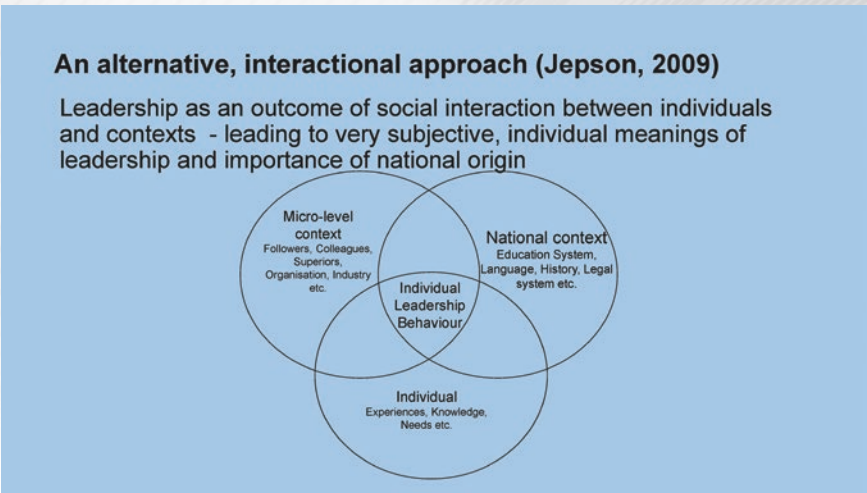 An alternative, interactional approach (Jepson, 2009)
Leadership as an outcome of social interaction between individuals
and contexts - leading to very subjective, individual meanings of
leadership and importance of national origin
Micro-level
context
Followers, Colleagues,
Superiors,
Organisation, Industry
etc.
National context
Education System,
Language, History, Legal
system etc.
Individual
Leadership
Behaviour
Individual
Experiences, Knowledge,
Needs etc.